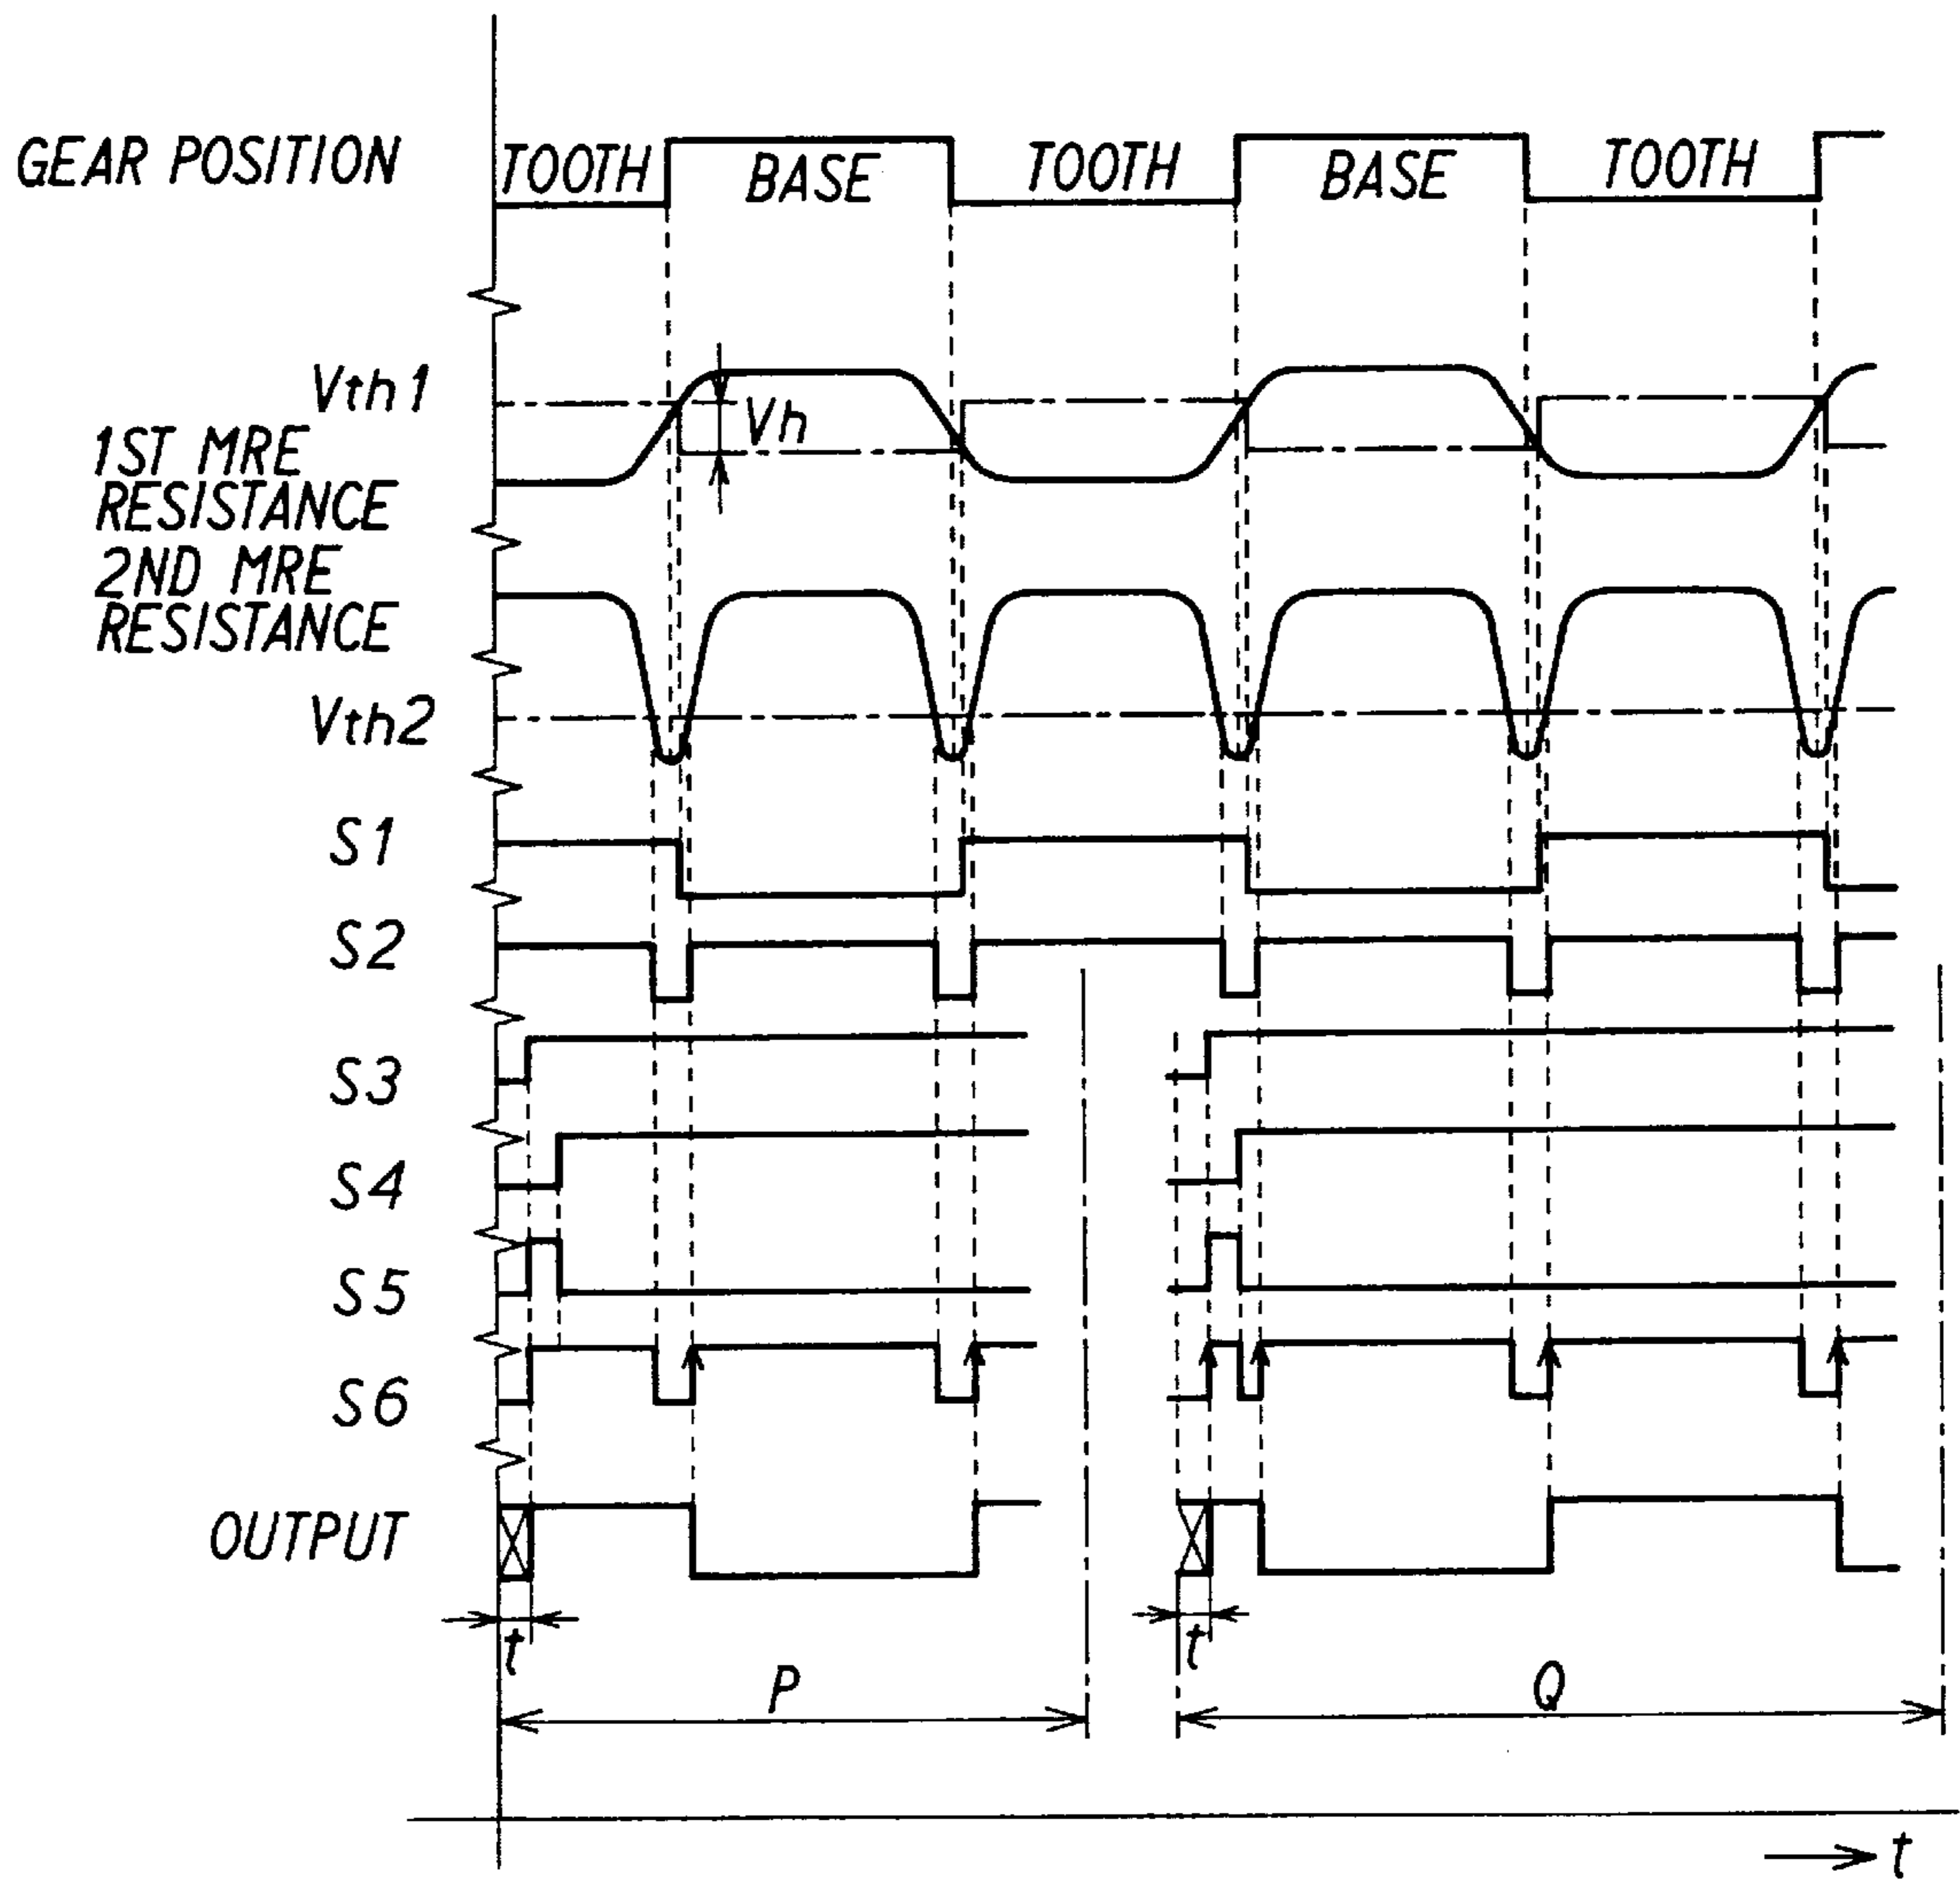 GEAR POSITION
TOOTH
BASE
TOOTH
BASE
TOOTH
Vth1
Vh
1ST MRE
RESISTANCE
2ND MRE
RESISTANCE
Vth2
S1
S2
S3
S4
S5
S6
OUTPUT
t
t
P
Q
t